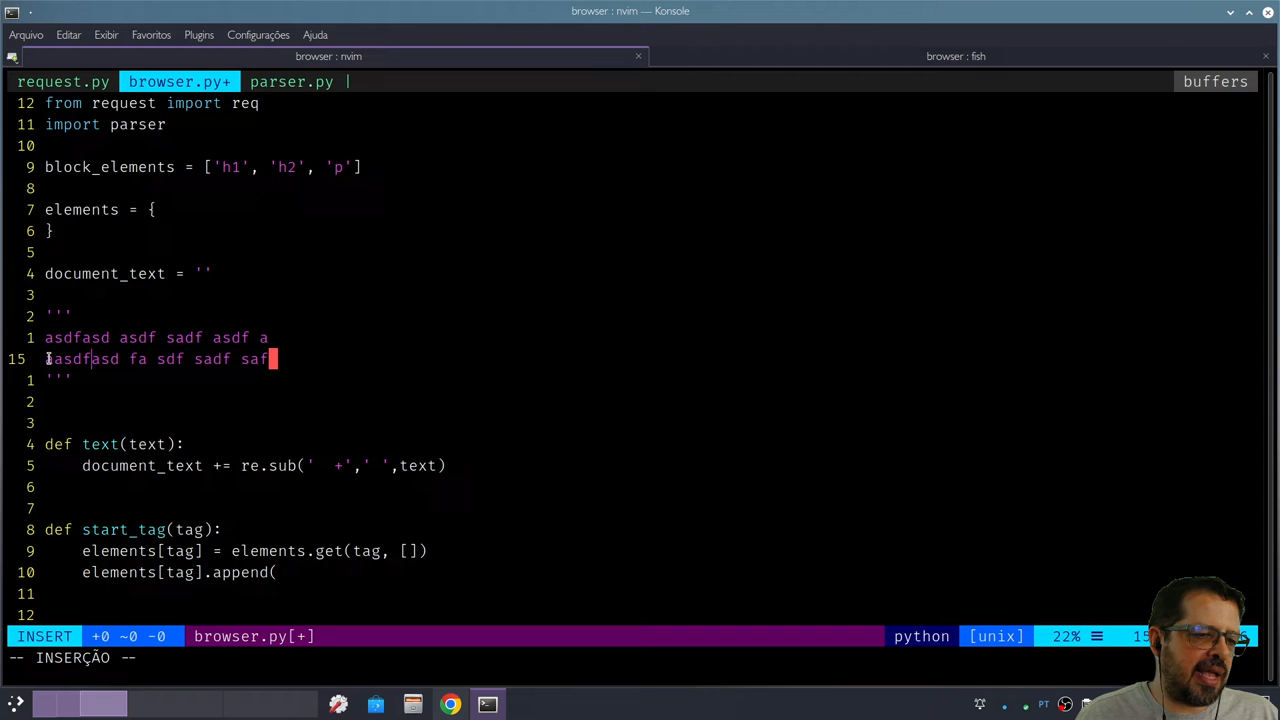 browser : nvim — Konsole
Arquivo Editar Exibir Favoritos Plugins Configurações Ajuda
browser : nvim
browser : fish
request.py browser.py+ parser.py | buffers
12 from request import req
11 import parser
10
9 block_elements = ['h1', 'h2', 'p']
8
7 elements = {
6 }
5
4 document_text = ''
3
2 '''
1 asdfasd asdf sadf asdf a
15 aasdfasd fa sdf sadf saf
1 '''
2
3
4 def text(text):
5     document_text += re.sub('  +',' ',text)
6
7
8 def start_tag(tag):
9     elements[tag] = elements.get(tag, [])
10     elements[tag].append(
11
12
INSERT +0 ~0 -0 browser.py[+] python [unix] 22% ≡
-- INSERÇÃO --
PT